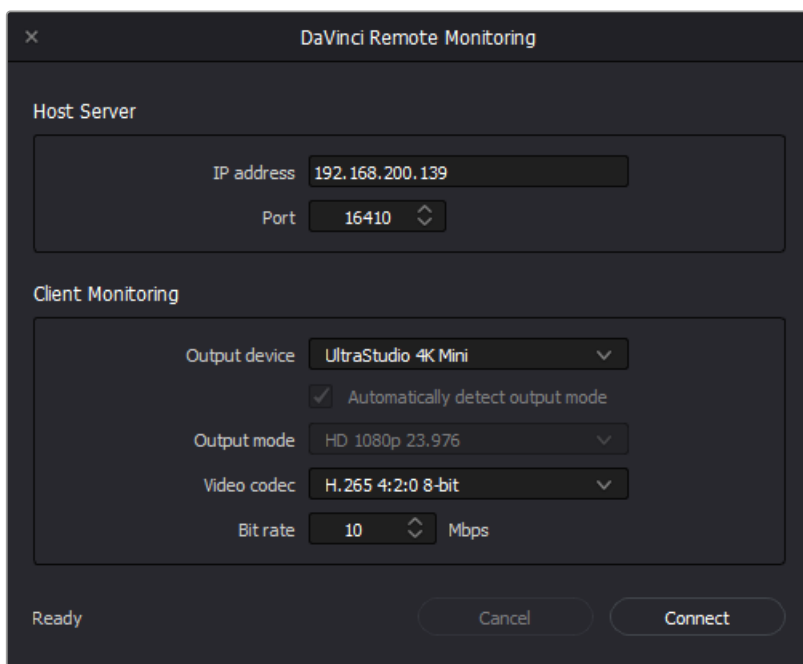 DaVinci Remote Monitoring
Host Server
IP address 192.168.200.139
Port 16410
Client Monitoring
Output device UltraStudio 4K Mini
Automatically detect output mode
Output mode HD 1080p 23.976
Video codec H.265 4:2:0 8-bit
Bit rate 10 Mbps
Ready Cancel Connect